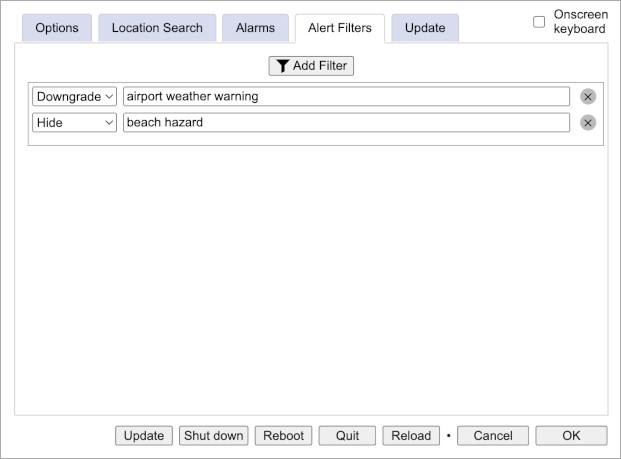 Options Location Search Alarms Alert Filters Update
Onscreen
keyboard
Add Filter
Downgrade airport weather warning
Hide beach hazard
Update Shut down Reboot Quit Reload • Cancel OK